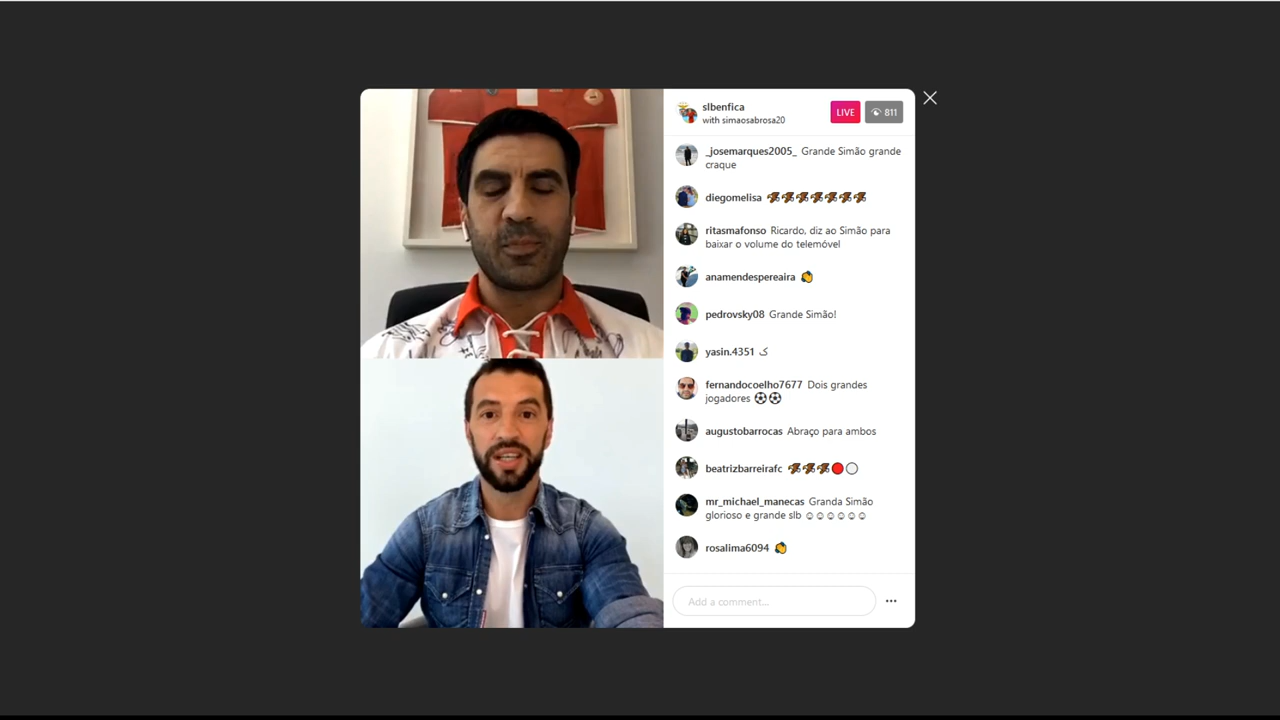 slbenfica
with simaosabrosa20
LIVE
811
_josemarques2005_ Grande Simão grande
craque
diegomelisa
ritasmafonso Ricardo, diz ao Simão para
baixar o volume do telemóvel
anamendespereaira
pedrovsky08 Grande Simão!
yasin.4351 ک
fernandocoelho7677 Dois grandes
jogadores ⚽⚽
augustobarrocas Abraço para ambos
beatrizbarreirafc
mr_michael_manecas Granda Simão
glorioso e grande slb ☺☺☺☺☺☺
rosalima6094
Add a comment...